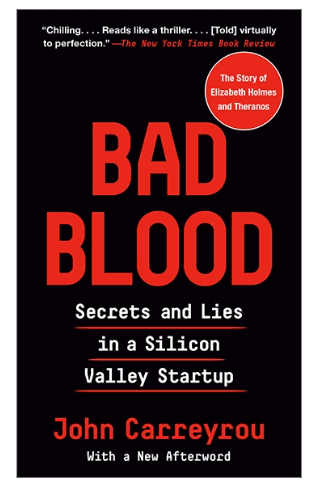 “Chilling. . . . Reads like a thriller. . . . [Told] virtually
to perfection.” —The New York Times Book Review
The Story of
Elizabeth Holmes
and Theranos
BAD
BLOOD
Secrets and Lies
in a Silicon
Valley Startup
John Carreyrou
With a New Afterword